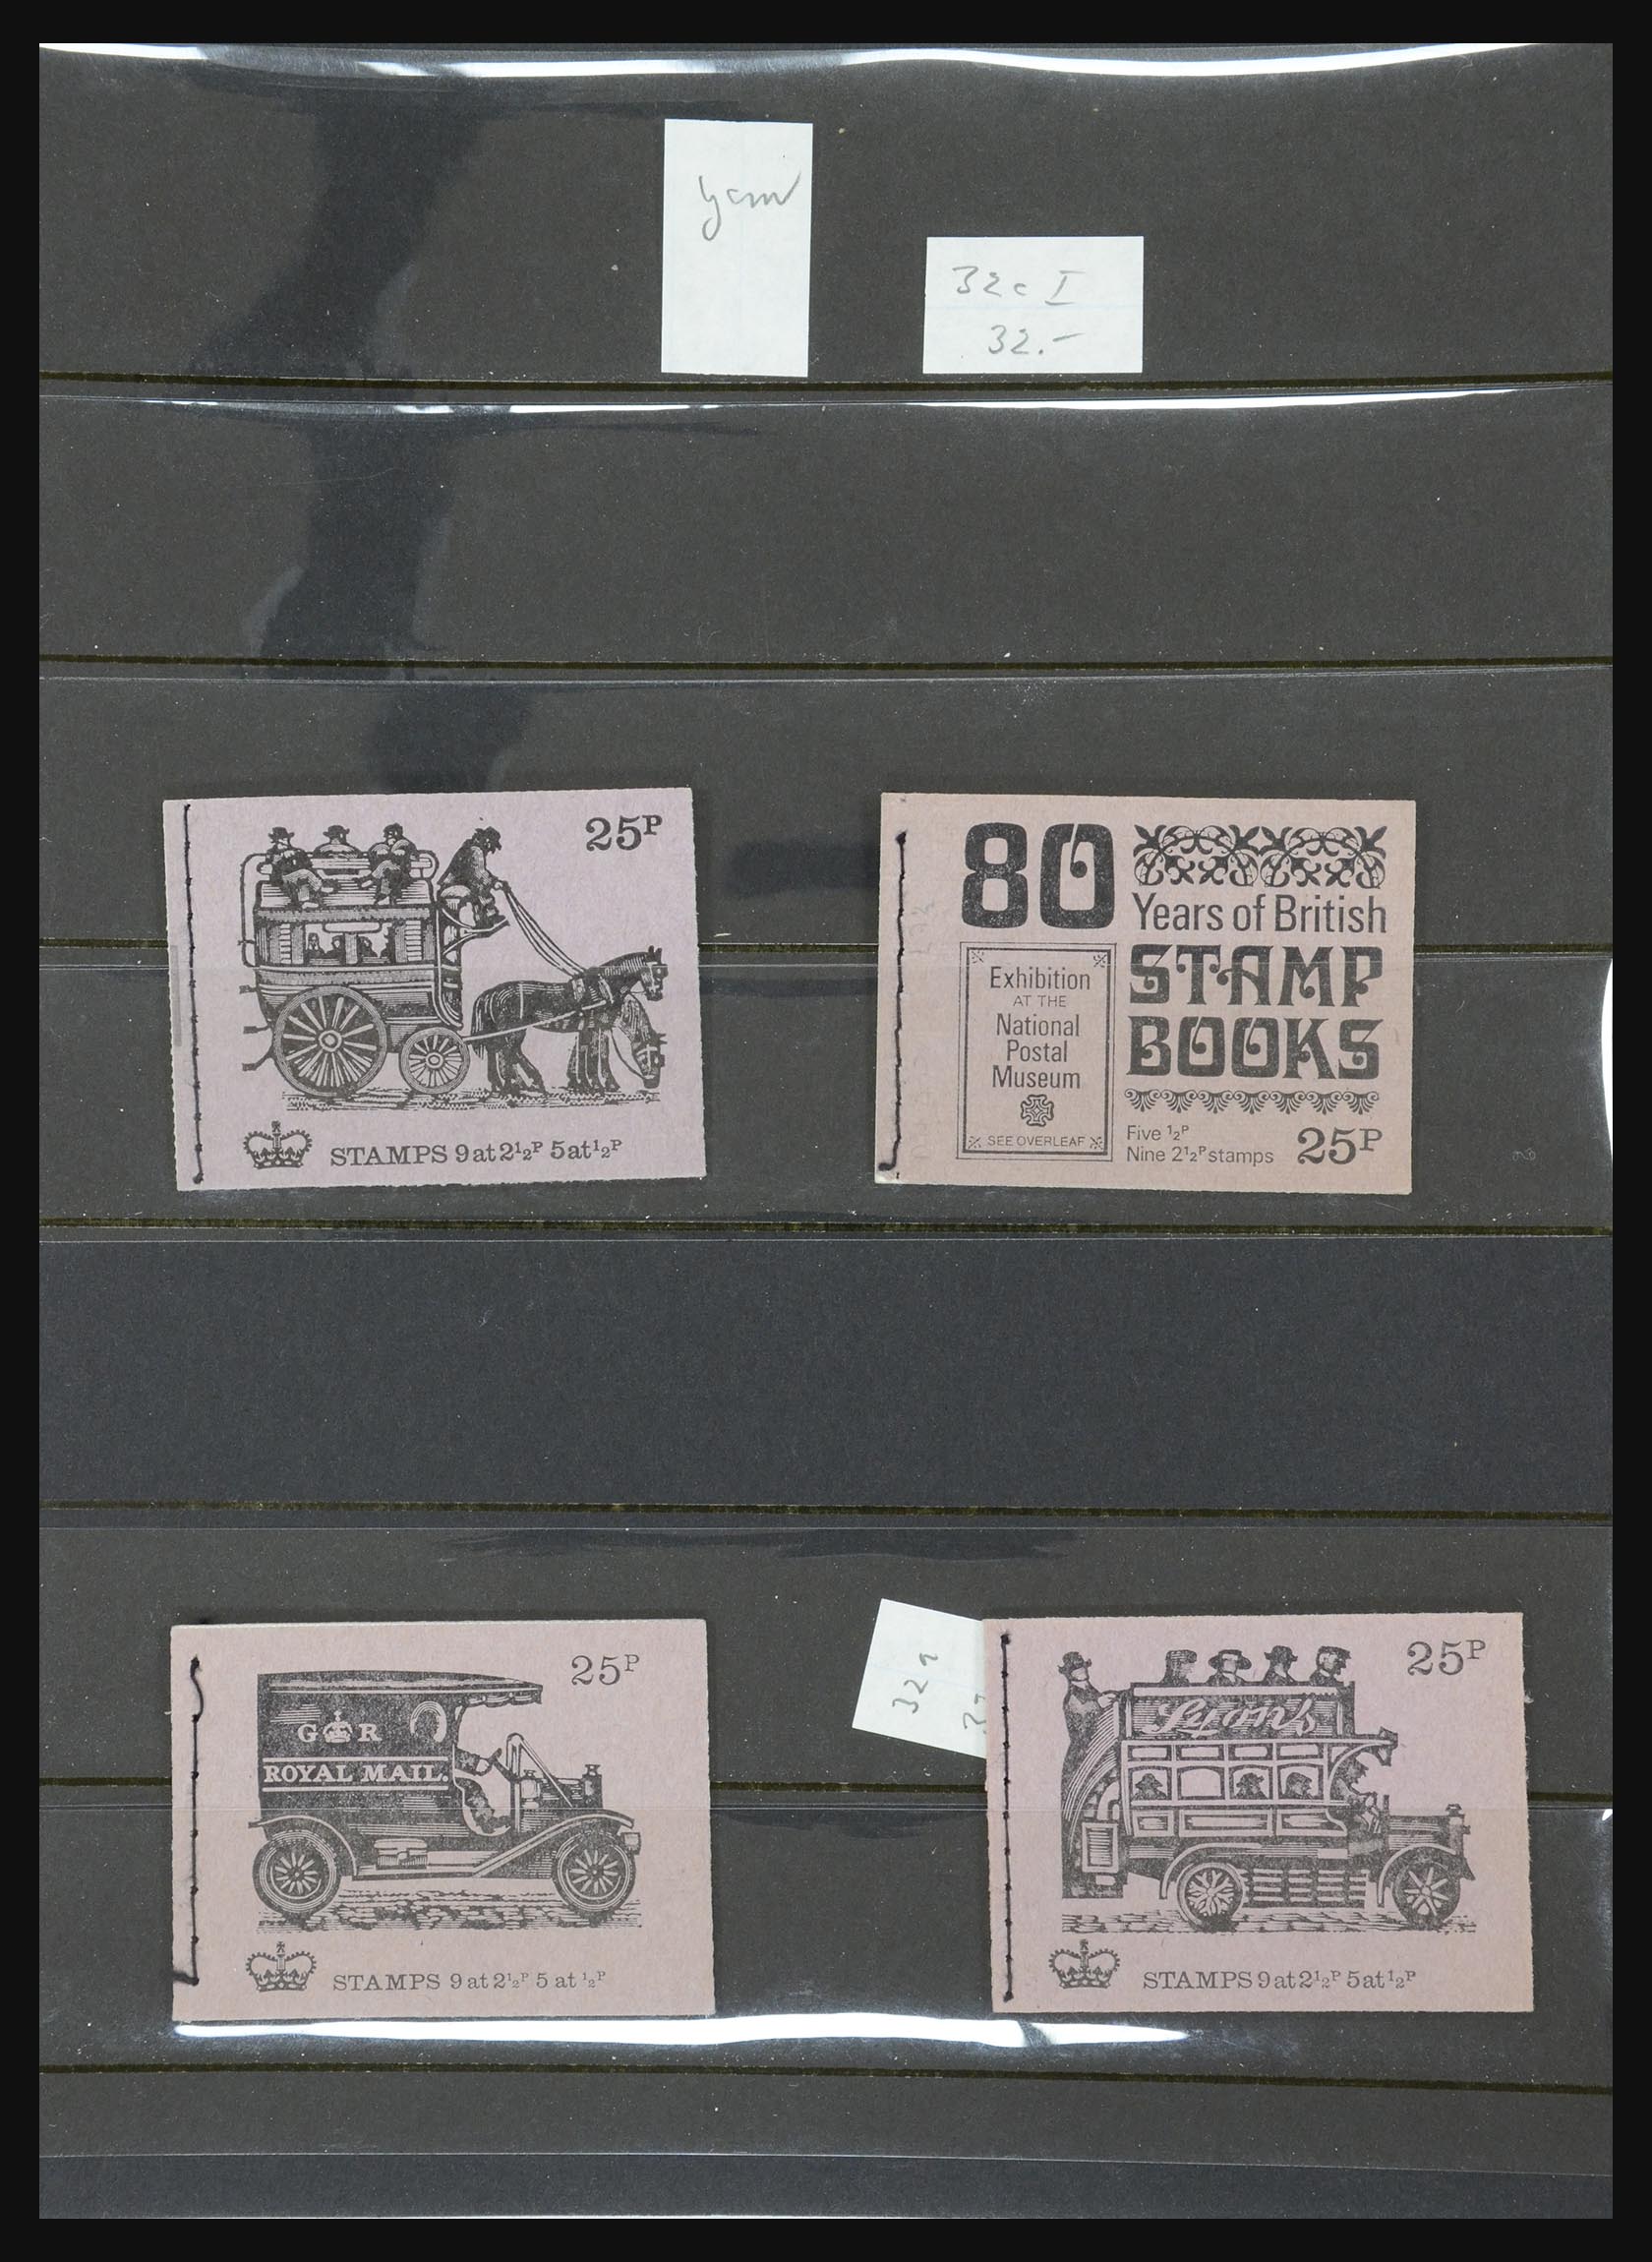 32c I
32.-
25P
STAMPS 9 at 2½P 5 at ½P
80
Years of British
STAMP
BOOKS
Exhibition
AT THE
National
Postal
Museum
SEE OVERLEAF
Five ½P
Nine 2½P stamps
25P
25P
G R
ROYAL MAIL.
STAMPS 9 at 2½P 5 at ½P
32a
25P
Lyons
STAMPS 9 at 2½P 5 at ½P